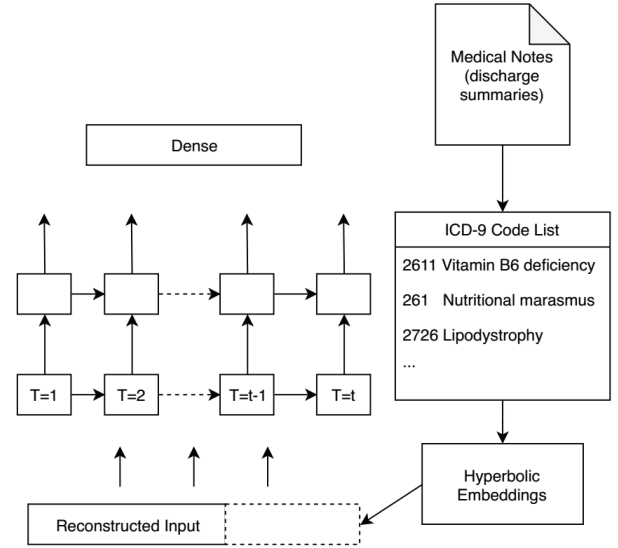 Medical Notes
(discharge
summaries)
Dense
ICD-9 Code List
2611 Vitamin B6 deficiency
261 Nutritional marasmus
2726 Lipodystrophy
...
T=1
T=2
T=t-1
T=t
Hyperbolic
Embeddings
Reconstructed Input